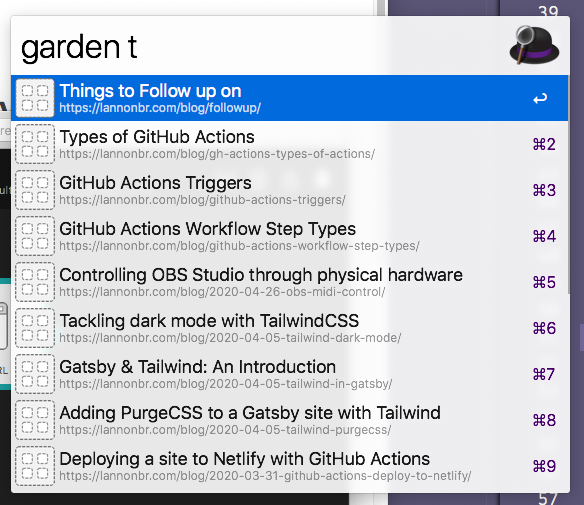 39
garden t
Things to Follow up on
https://lannonbr.com/blog/followup/
↩
Types of GitHub Actions
https://lannonbr.com/blog/gh-actions-types-of-actions/
⌘2
GitHub Actions Triggers
https://lannonbr.com/blog/github-actions-triggers/
⌘3
GitHub Actions Workflow Step Types
https://lannonbr.com/blog/github-actions-workflow-step-types/
⌘4
Controlling OBS Studio through physical hardware
https://lannonbr.com/blog/2020-04-26-obs-midi-control/
⌘5
Tackling dark mode with TailwindCSS
https://lannonbr.com/blog/2020-04-05-tailwind-dark-mode/
⌘6
Gatsby & Tailwind: An Introduction
https://lannonbr.com/blog/2020-04-05-tailwind-in-gatsby/
⌘7
Adding PurgeCSS to a Gatsby site with Tailwind
https://lannonbr.com/blog/2020-04-05-tailwind-purgecss/
⌘8
Deploying a site to Netlify with GitHub Actions
https://lannonbr.com/blog/2020-03-31-github-actions-deploy-to-netlify/
⌘9
57